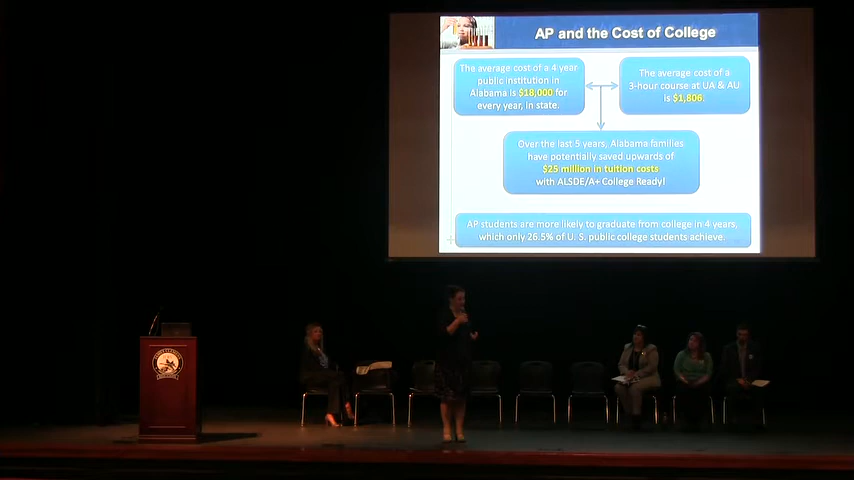 AP and the Cost of College
The average cost of a 4 year
public institution in
Alabama is $18,000 for
every year, in state.
The average cost of a
3-hour course at UA & AU
is $1,806.
Over the last 5 years, Alabama families
have potentially saved upwards of
$25 million in tuition costs
with ALSDE/A+ College Ready!
AP students are more likely to graduate from college in 4 years,
which only 26.5% of U. S. public college students achieve.